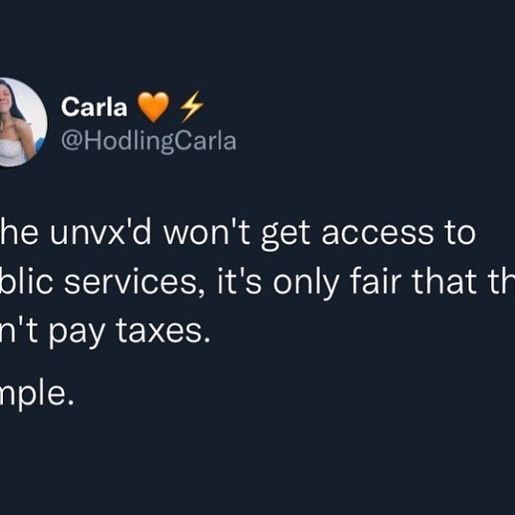 Carla 🧡⚡
@HodlingCarla
he unvx'd won't get access to
blic services, it's only fair that th
n't pay taxes.
mple.